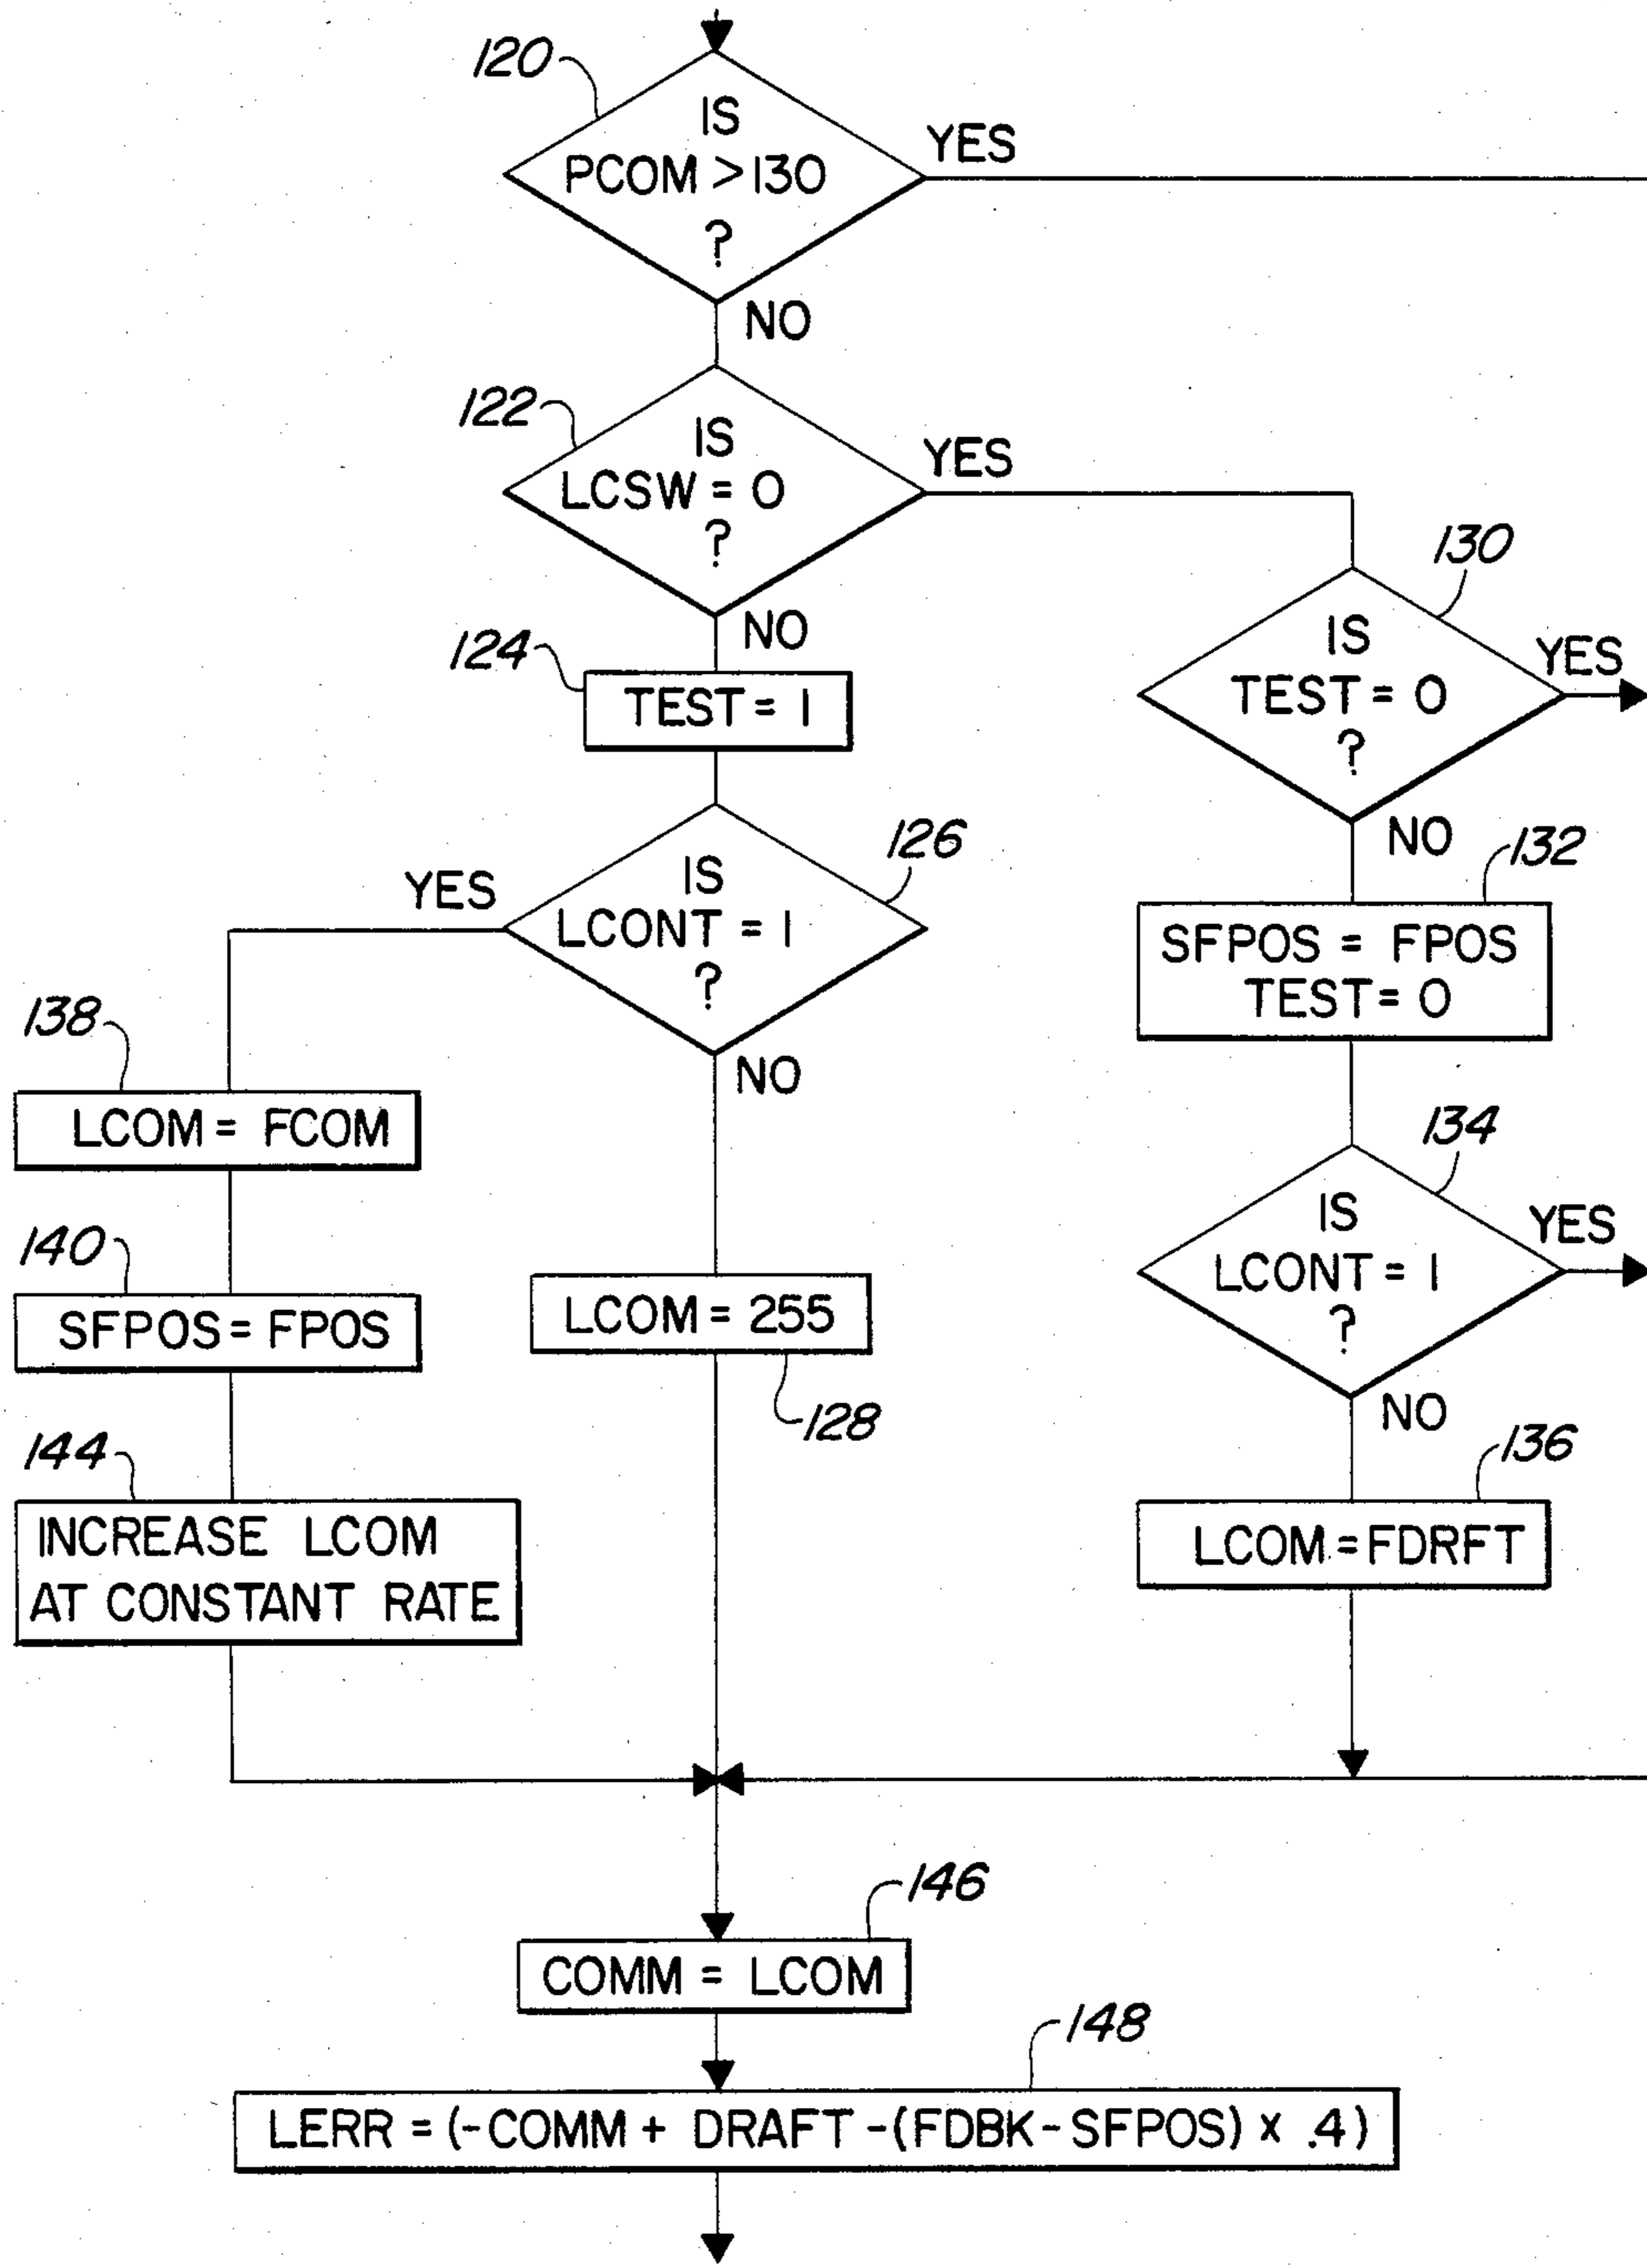 120
IS
PCOM > 130
?
YES
NO
122
IS
LCSW = 0
?
YES
NO
124
TEST = 1
130
IS
TEST = 0
?
YES
NO
126
IS
LCONT = 1
?
YES
NO
132
SFPOS = FPOS
TEST = 0
138
LCOM = FCOM
134
IS
LCONT = 1
?
YES
NO
140
SFPOS = FPOS
LCOM = 255
128
144
INCREASE LCOM
AT CONSTANT RATE
136
LCOM = FDRFT
146
COMM = LCOM
148
LERR = (-COMM + DRAFT -(FDBK-SFPOS) x .4)